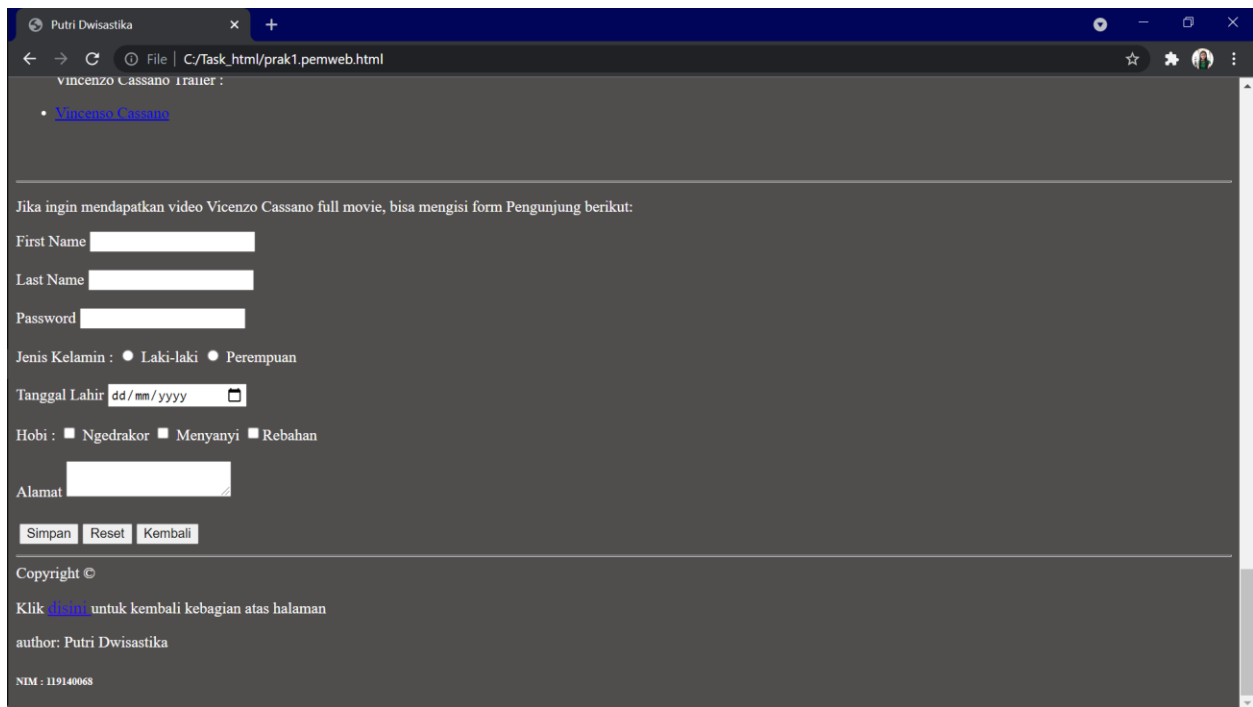 Putri Dwisastika
File | C:/Task_html/prak1.pemweb.html
Vincenzo Cassano Trailer :
• Vincenso Cassano
Jika ingin mendapatkan video Vicenzo Cassano full movie, bisa mengisi form Pengunjung berikut:
First Name
Last Name
Password
Jenis Kelamin : Laki-laki Perempuan
Tanggal Lahir dd/mm/yyyy
Hobi : Ngedrakor Menyanyi Rebahan
Alamat
Simpan Reset Kembali
Copyright ©
Klik disini untuk kembali kebagian atas halaman
author: Putri Dwisastika
NIM : 119140068